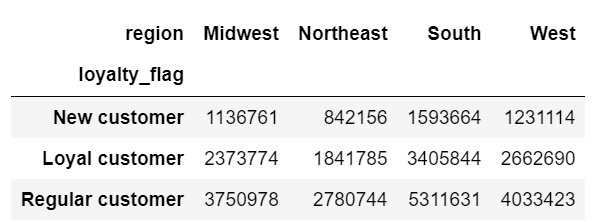 region Midwest Northeast South West
loyalty_flag
New customer 1136761 842156 1593664 1231114
Loyal customer 2373774 1841785 3405844 2662690
Regular customer 3750978 2780744 5311631 4033423